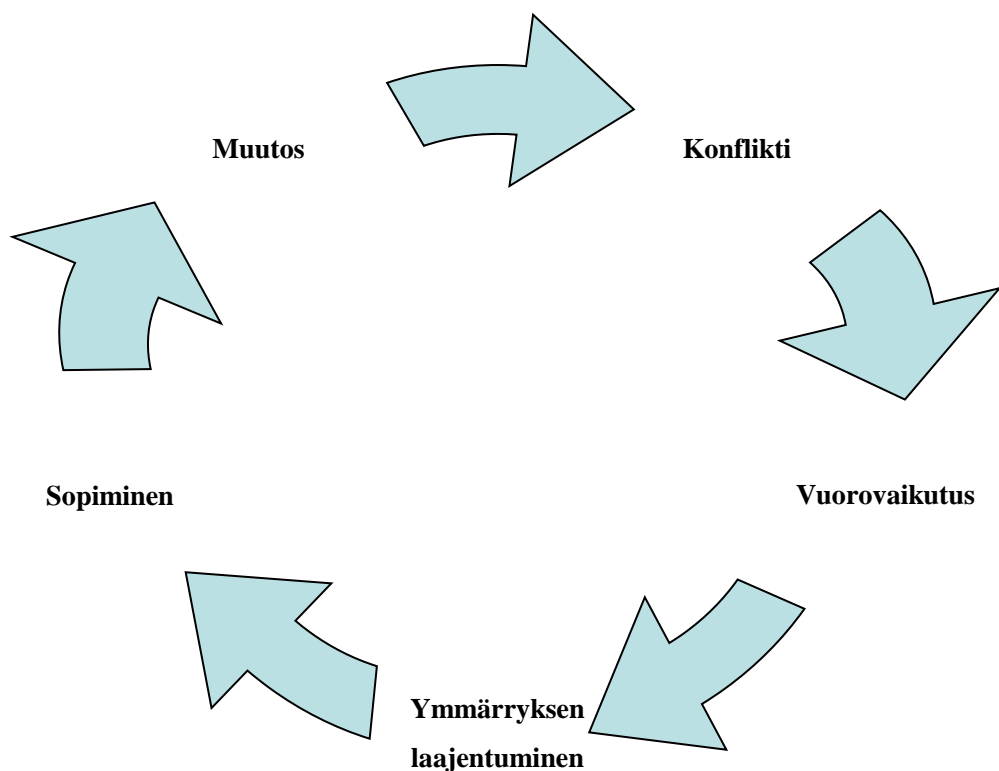 Muutos
Konflikti
Sopiminen
Vuorovaikutus
Ymmärryksen
laajentuminen